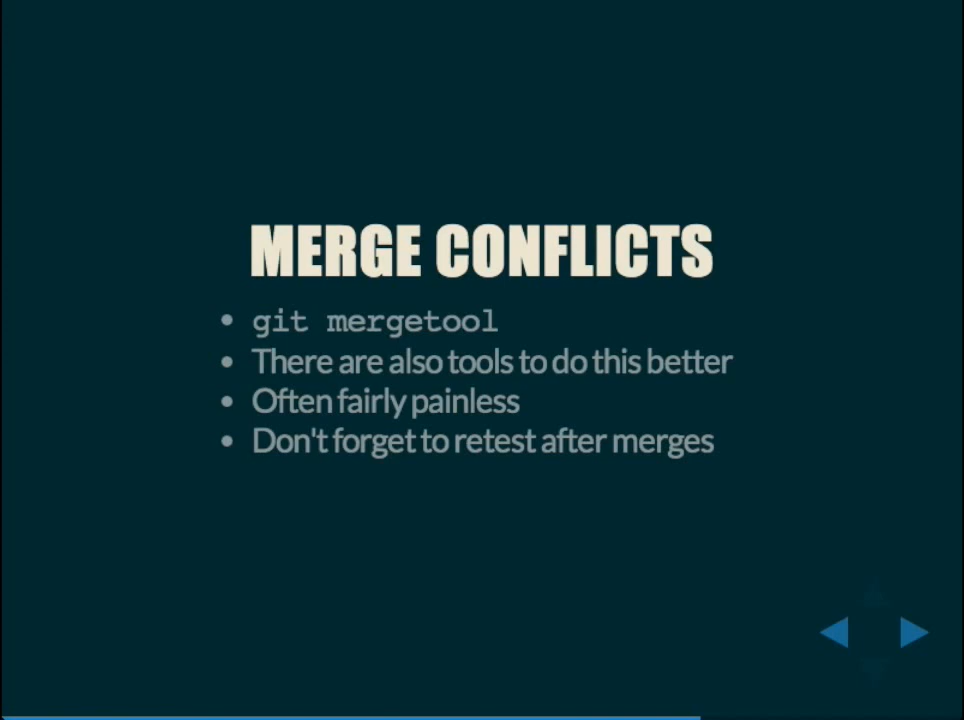 MERGE CONFLICTS
git mergetool
There are also tools to do this better
Often fairly painless
Don't forget to retest after merges